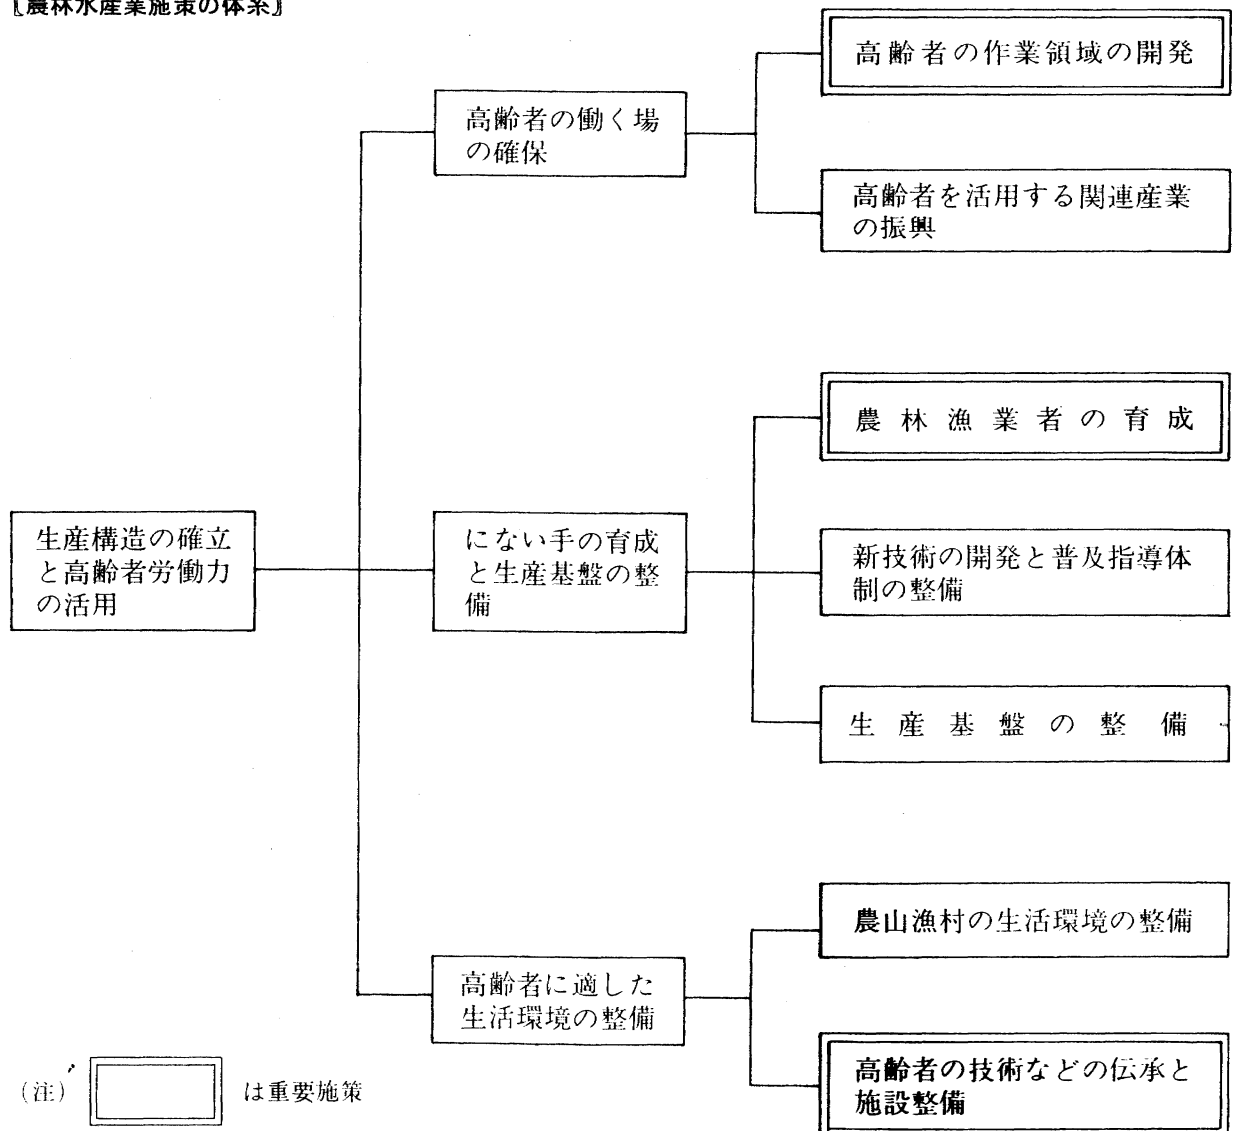 〔農林水産業施策の体系〕
高齢者の作業領域の開発
高齢者の働く場
の確保
高齢者を活用する関連産業
の振興
農林漁業者の育成
生産構造の確立
と高齢者労働力
の活用
にない手の育成
と生産基盤の整
備
新技術の開発と普及指導体
制の整備
生産基盤の整備
農山漁村の生活環境の整備
高齢者に適した
生活環境の整備
高齢者の技術などの伝承と
施設整備
(注)
は重要施策